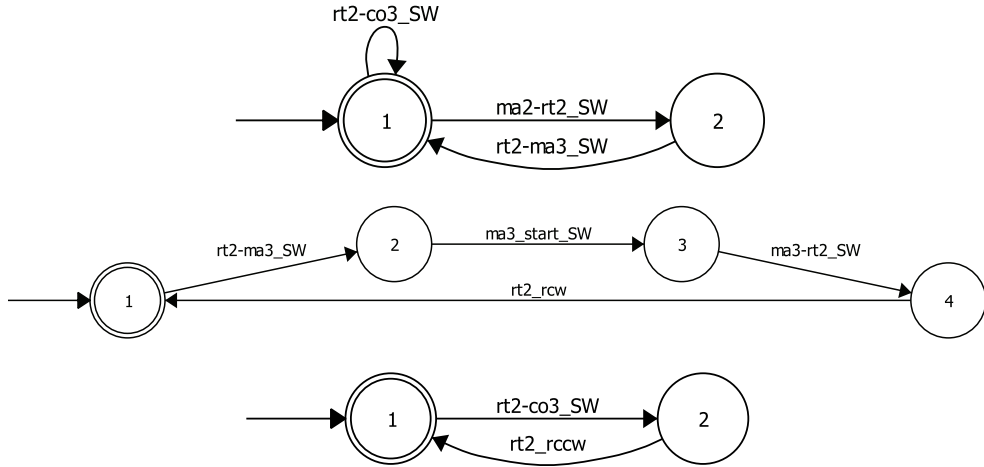 rt2-co3_SW
1
ma2-rt2_SW
2
rt2-ma3_SW
1
rt2-ma3_SW
2
ma3_start_SW
3
ma3-rt2_SW
4
rt2_rcw
1
rt2-co3_SW
2
rt2_rccw